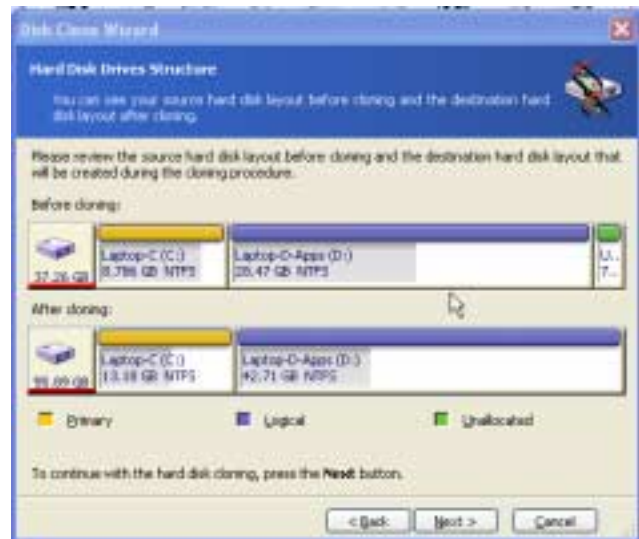 Disk Clone Wizard
Hard Disk Drives Structure
You can see your source hard disk layout before cloning and the destination hard
disk layout after cloning.
Please review the source hard disk layout before cloning and the destination hard disk layout that
will be created during the cloning procedure.
Before cloning:
37.26 GB
Laptop-C (C:)
8.786 GB NTFS
Laptop-D-Apps (D:)
28.47 GB NTFS
U...
7...
After cloning:
GB
Laptop-C (C:)
13.18 GB NTFS
Laptop-D-Apps (D:)
42.71 GB NTFS
Primary
Logical
Unallocated
To continue with the hard disk cloning, press the Next button.
< Back
Next >
Cancel